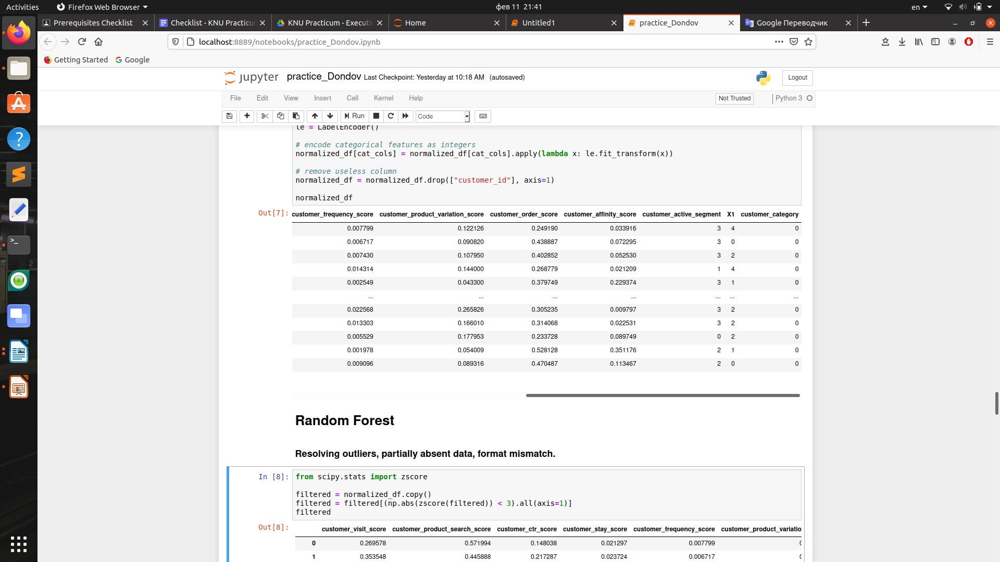 Activities
Firefox Web Browser
фев 11 21:41
en
Prerequisites Checklist
Checklist - KNU Practicum
KNU Practicum - Executi
Home
Untitled1
practice_Dondov
Google Переводчик
localhost:8889/notebooks/practice_Dondov.ipynb
Getting Started
Google
jupyter
practice_Dondov Last Checkpoint: Yesterday at 10:18 AM (autosaved)
Logout
File Edit View Insert Cell Kernel Help
Not Trusted
Python 3
Run
Code
le = LabelEncoder()
# encode categorical features as integers
normalized_df[cat_cols] = normalized_df[cat_cols].apply(lambda x: le.fit_transform(x))
# remove useless column
normalized_df = normalized_df.drop(["customer_id"], axis=1)
normalized_df
Out[7]: customer_frequency_score customer_product_variation_score customer_order_score customer_affinity_score customer_active_segment X1 customer_category
0.007799 0.122126 0.249190 0.033916 3 4 0
0.006717 0.090820 0.438887 0.072295 3 0 0
0.007430 0.107950 0.402852 0.052530 3 2 0
0.014314 0.144000 0.268779 0.021209 1 4 0
0.002549 0.043300 0.379749 0.229374 3 1 0
... ... ... ... ... ... ...
0.022568 0.265826 0.305235 0.009797 3 2 0
0.013303 0.166010 0.314068 0.022531 3 2 0
0.005529 0.177953 0.233728 0.089749 0 2 0
0.001978 0.054009 0.528128 0.351176 2 1 0
0.009096 0.089316 0.470487 0.113467 2 0 0
Random Forest
Resolving outliers, partially absent data, format mismatch.
In [8]: from scipy.stats import zscore
filtered = normalized_df.copy()
filtered = filtered[(np.abs(zscore(filtered)) < 3).all(axis=1)]
filtered
Out[8]: customer_visit_score customer_product_search_score customer_ctr_score customer_stay_score customer_frequency_score customer_product_variatio
0 0.269578 0.571994 0.148038 0.021297 0.007799
1 0.353548 0.445888 0.217287 0.023724 0.006717